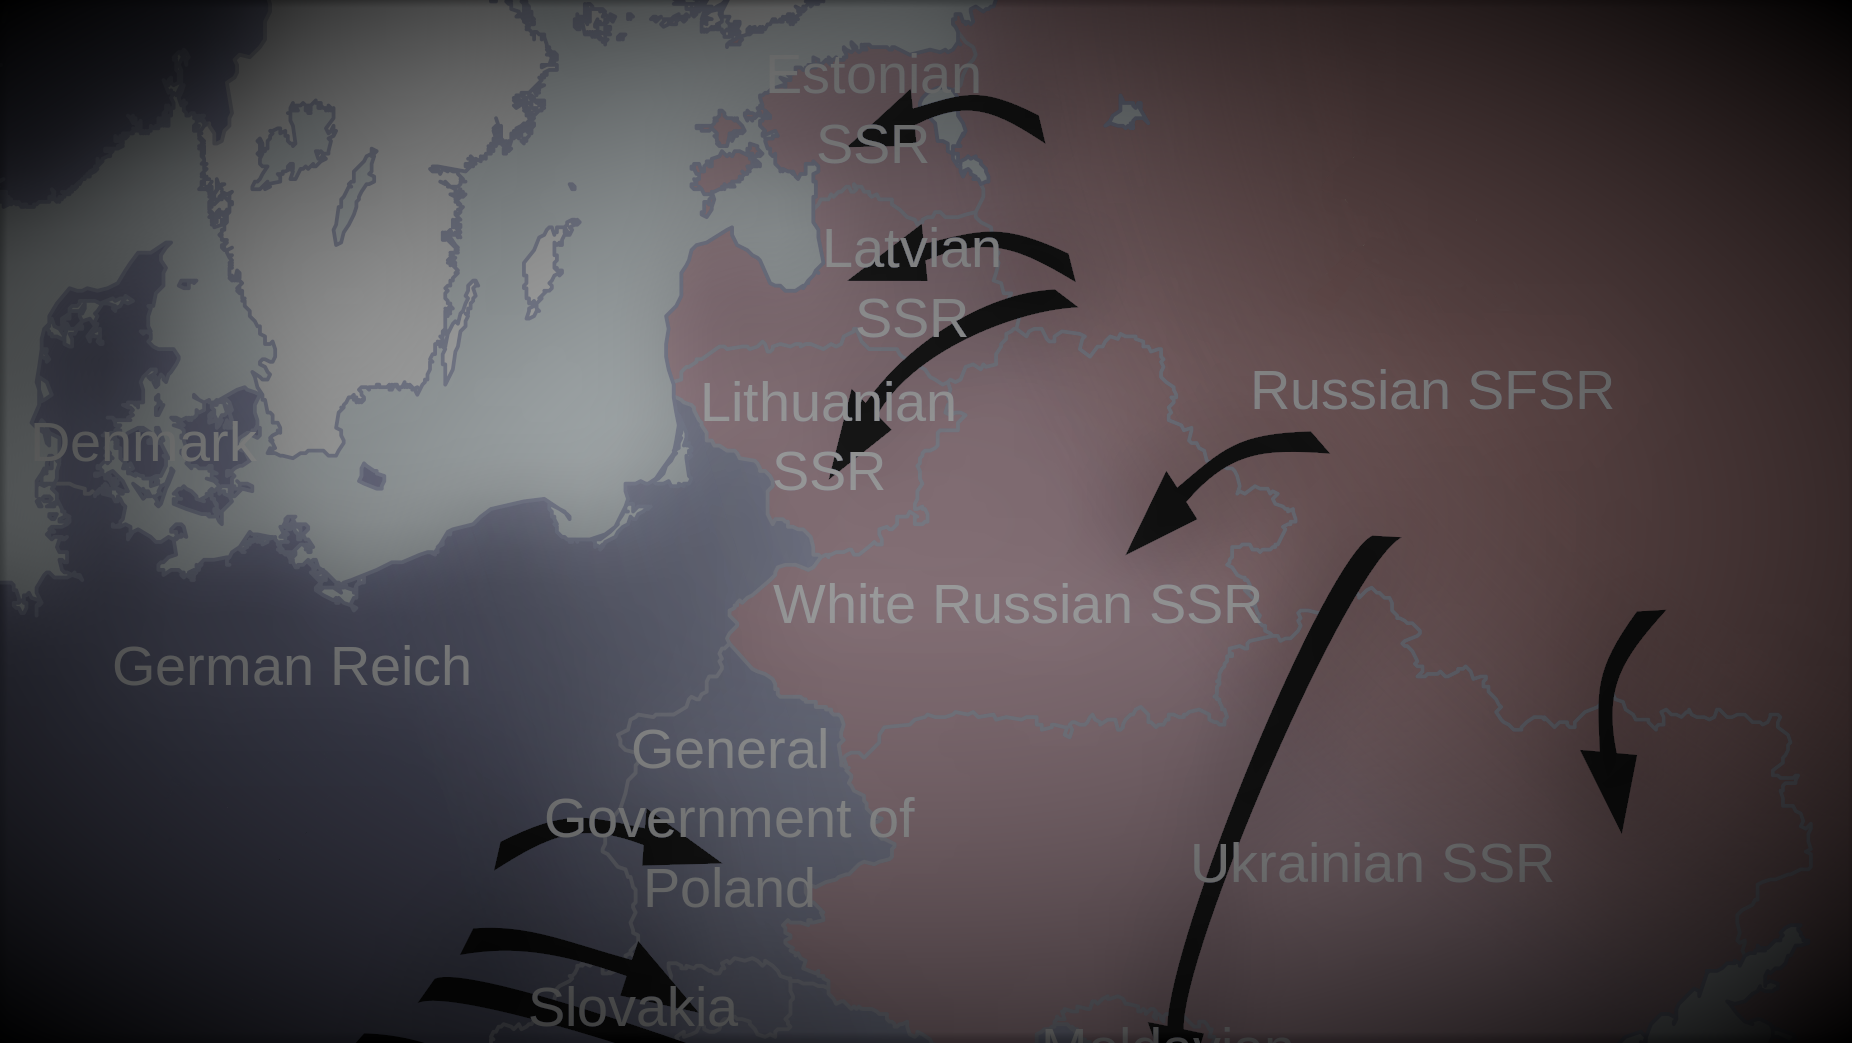 Estonian
SSR
Latvian
SSR
Lithuanian
SSR
Russian SFSR
Denmark
White Russian SSR
German Reich
General
Government of
Poland
Ukrainian SSR
Slovakia
Moldavian